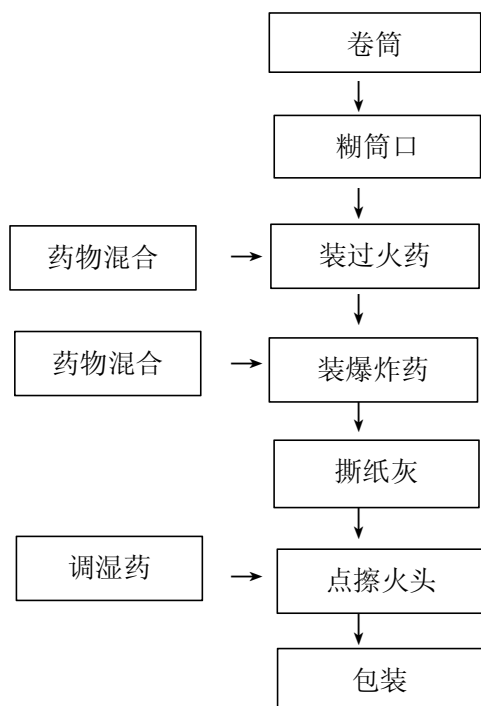 卷筒
糊筒口
药物混合
装过火药
药物混合
装爆炸药
撕纸灰
调湿药
点擦火头
包装